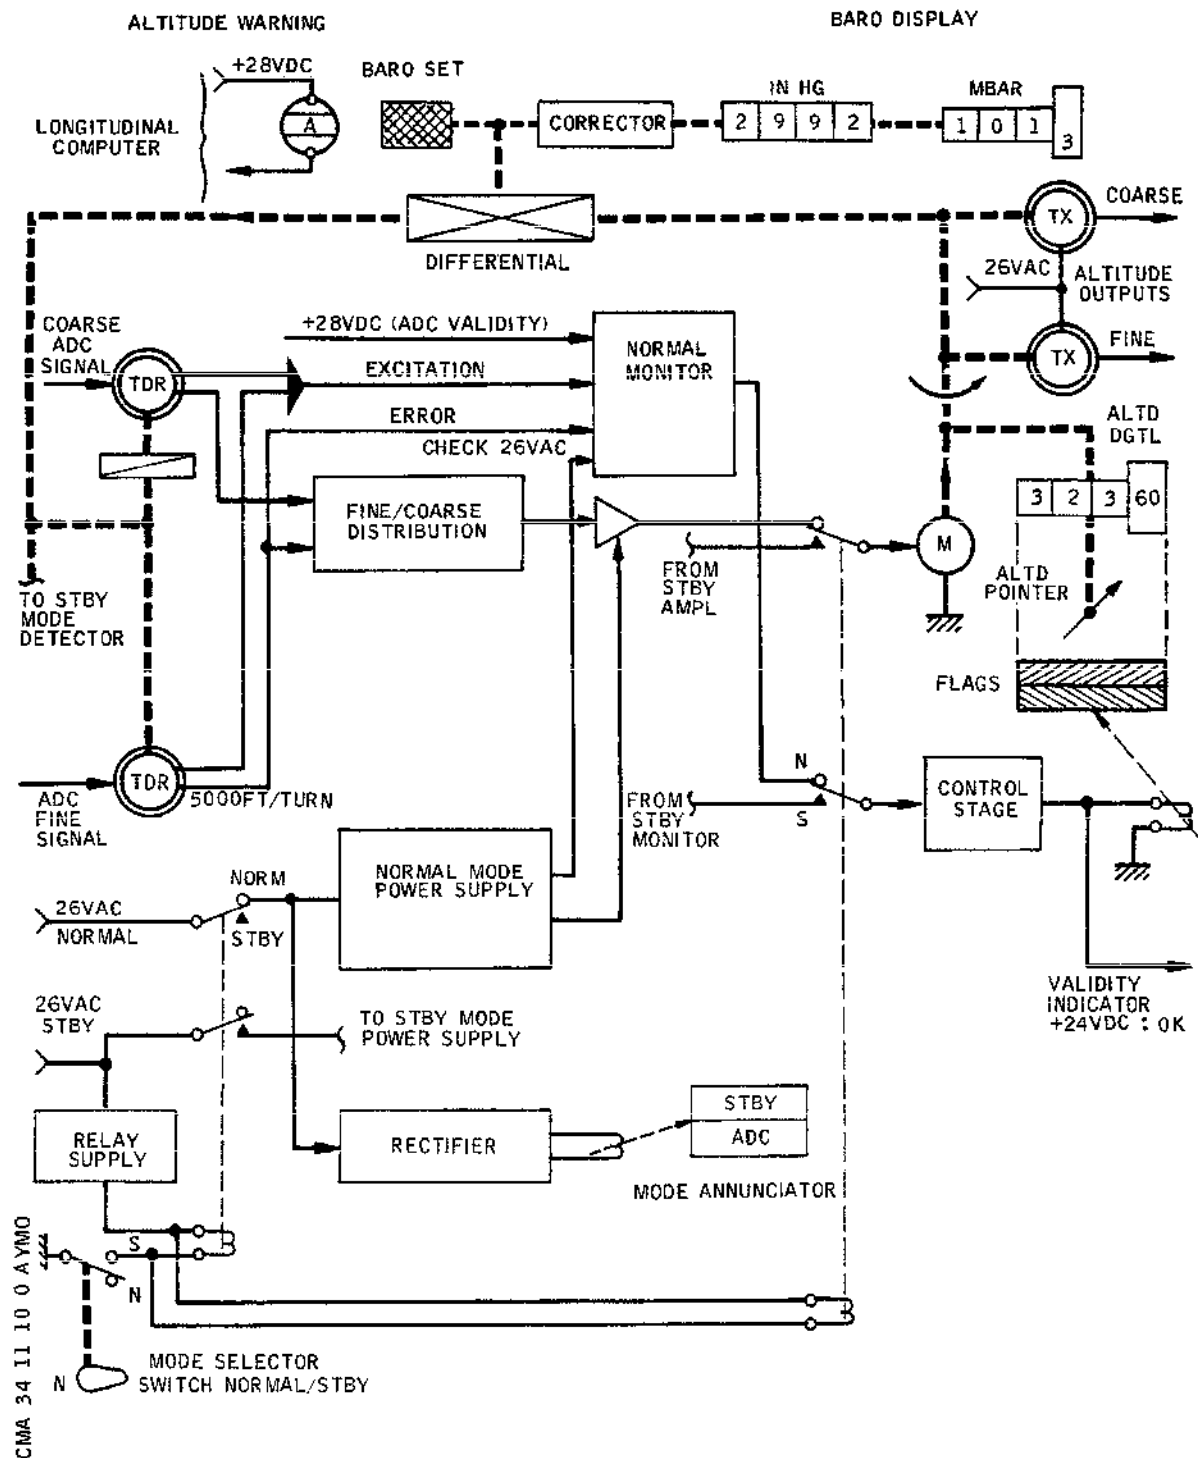 ALTITUDE WARNING
BARO DISPLAY
+28VDC
BARO SET
LONGITUDINAL
COMPUTER
A
CORRECTOR
IN HG
2 9 9 2
MBAR
1 0 1 3
DIFFERENTIAL
TX
COARSE
26VAC
ALTITUDE
OUTPUTS
TX
FINE
COARSE
ADC
SIGNAL
TDR
+28VDC (ADC VALIDITY)
EXCITATION
ERROR
CHECK 26VAC
NORMAL
MONITOR
ALTD
DGTL
3 2 3 60
FINE/COARSE
DISTRIBUTION
FROM
STBY
AMPL
M
ALTD
POINTER
TO STBY
MODE
DETECTOR
FLAGS
TDR
5000FT/TURN
ADC
FINE
SIGNAL
N
FROM
STBY
MONITOR
S
CONTROL
STAGE
NORMAL MODE
POWER SUPPLY
NORM
26VAC
NORMAL
STBY
26VAC
STBY
TO STBY MODE
POWER SUPPLY
VALIDITY
INDICATOR
+24VDC : OK
RELAY
SUPPLY
RECTIFIER
STBY
ADC
MODE ANNUNCIATOR
S
N
N
MODE SELECTOR
SWITCH NORMAL/STBY
CMA 34 11 10 0 AYMO